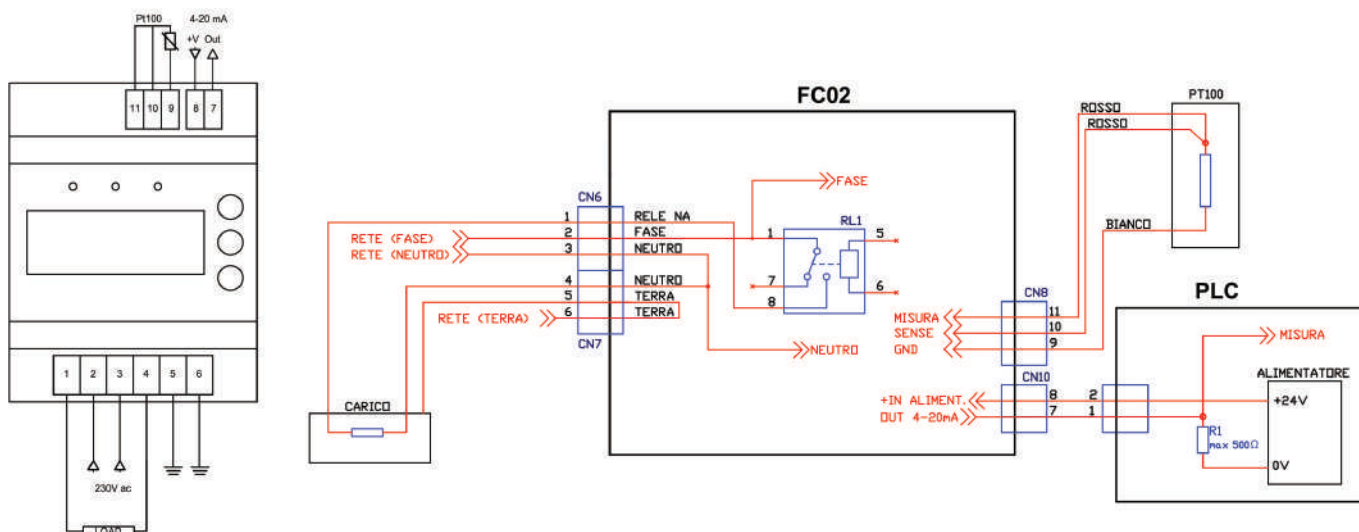 Pt100 4-20 mA
+V Out
11 10 9 8 7
1 2 3 4 5 6
230V ac
LOAD
FC02
FASE
CN6
1 RELE NA
2 FASE
3 NEUTRO
RETE (FASE)
RETE (NEUTRO)
4 NEUTRO
5 TERRA
6 TERRA
RETE (TERRA)
CN7
NEUTRO
CARICO
RL1
1 5
7 6
8
PT100
ROSSO
ROSSO
BIANCO
CN8
MISURA 11
SENSE 10
GND 9
CN10
+IN ALIMENT. 8 2
OUT 4-20mA 7 1
PLC
MISURA
ALIMENTATORE
+24V
R1
max 500Ω
0V